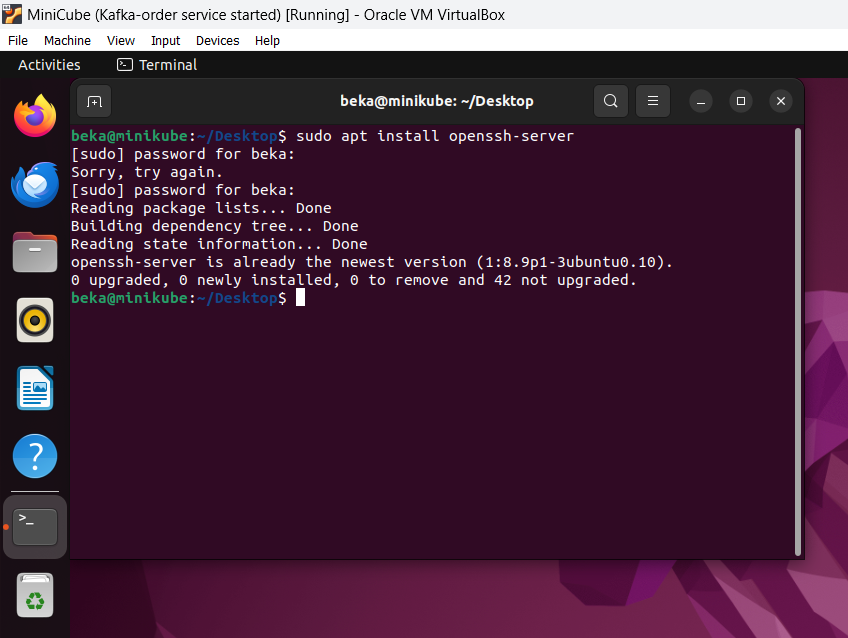 MiniCube (Kafka-order service started) [Running] - Oracle VM VirtualBox
File Machine View Input Devices Help
Activities Terminal
beka@minikube: ~/Desktop
beka@minikube:~/Desktop$ sudo apt install openssh-server
[sudo] password for beka:
Sorry, try again.
[sudo] password for beka:
Reading package lists... Done
Building dependency tree... Done
Reading state information... Done
openssh-server is already the newest version (1:8.9p1-3ubuntu0.10).
0 upgraded, 0 newly installed, 0 to remove and 42 not upgraded.
beka@minikube:~/Desktop$